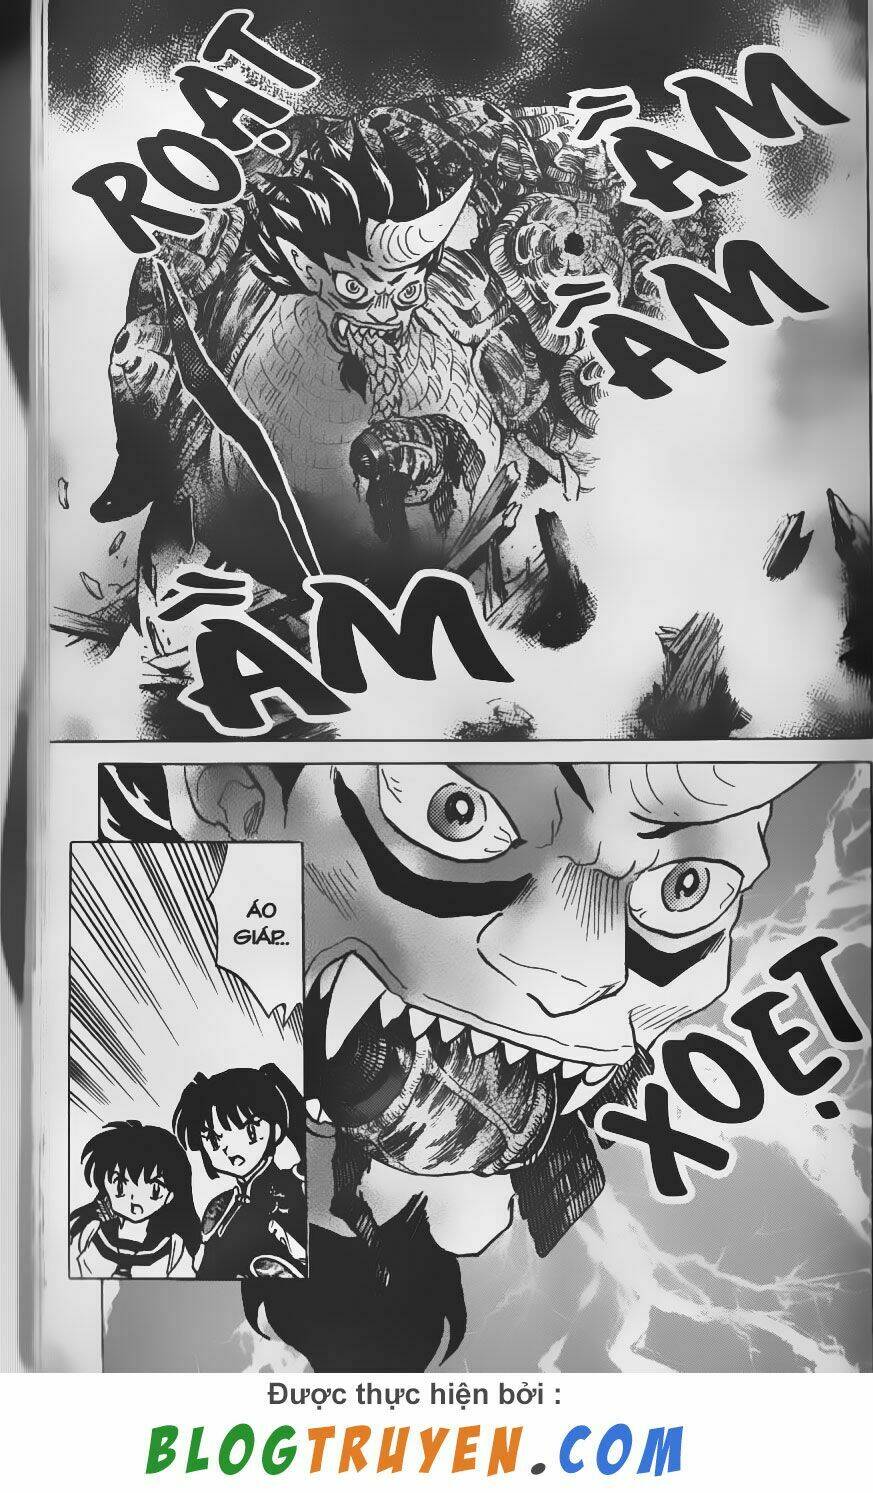 ROẠT
ẦM
ẦM
ẦM
ÁO
GIÁP...
XOẸT
Được thực hiện bởi :
BLOGTRUYEN.COM